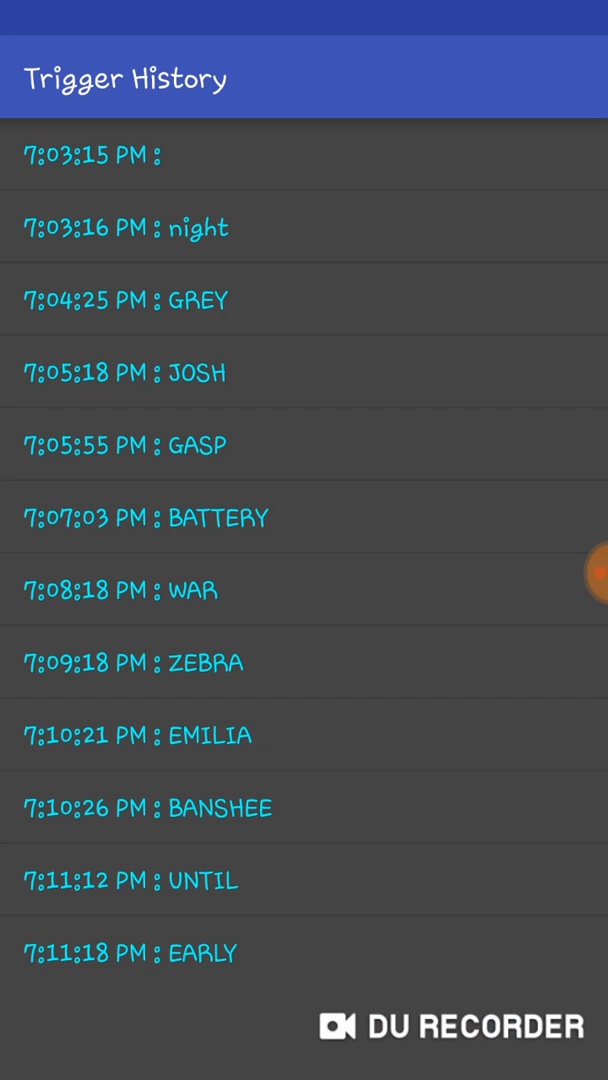 Trigger History
7:03:15 PM :
7:03:16 PM : night
7:04:25 PM : GREY
7:05:18 PM : JOSH
7:05:55 PM : GASP
7:07:03 PM : BATTERY
7:08:18 PM : WAR
7:09:18 PM : ZEBRA
7:10:21 PM : EMILIA
7:10:26 PM : BANSHEE
7:11:12 PM : UNTIL
7:11:18 PM : EARLY
DU RECORDER